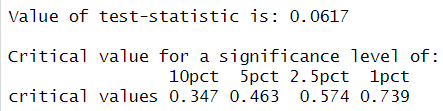 Value of test-statistic is: 0.0617
Critical value for a significance level of:
10pct 5pct 2.5pct 1pct
critical values 0.347 0.463 0.574 0.739